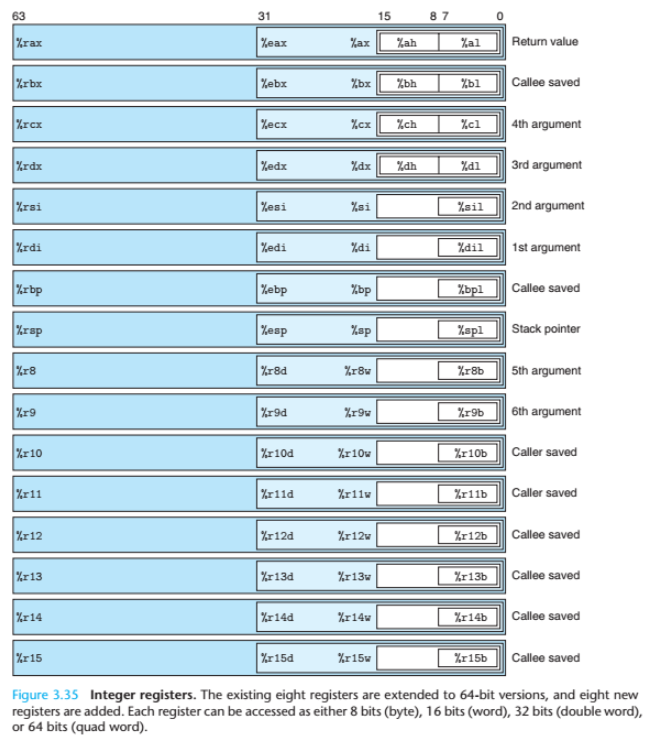 63 31 15 8 7 0
%rax %eax %ax %ah %al Return value
%rbx %ebx %bx %bh %bl Callee saved
%rcx %ecx %cx %ch %cl 4th argument
%rdx %edx %dx %dh %dl 3rd argument
%rsi %esi %si %sil 2nd argument
%rdi %edi %di %dil 1st argument
%rbp %ebp %bp %bpl Callee saved
%rsp %esp %sp %spl Stack pointer
%r8 %r8d %r8w %r8b 5th argument
%r9 %r9d %r9w %r9b 6th argument
%r10 %r10d %r10w %r10b Caller saved
%r11 %r11d %r11w %r11b Caller saved
%r12 %r12d %r12w %r12b Callee saved
%r13 %r13d %r13w %r13b Callee saved
%r14 %r14d %r14w %r14b Callee saved
%r15 %r15d %r15w %r15b Callee saved
Figure 3.35 Integer registers. The existing eight registers are extended to 64-bit versions, and eight new
registers are added. Each register can be accessed as either 8 bits (byte), 16 bits (word), 32 bits (double word),
or 64 bits (quad word).